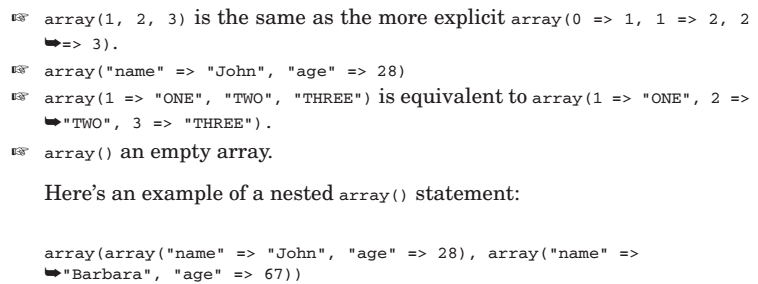 ☞ array(1, 2, 3) is the same as the more explicit array(0 => 1, 1 => 2, 2
➥=> 3).
☞ array("name" => "John", "age" => 28)
☞ array(1 => "ONE", "TWO", "THREE") is equivalent to array(1 => "ONE", 2 =>
➥"TWO", 3 => "THREE").
☞ array() an empty array.
Here's an example of a nested array() statement:
array(array("name" => "John", "age" => 28), array("name" =>
➥"Barbara", "age" => 67))